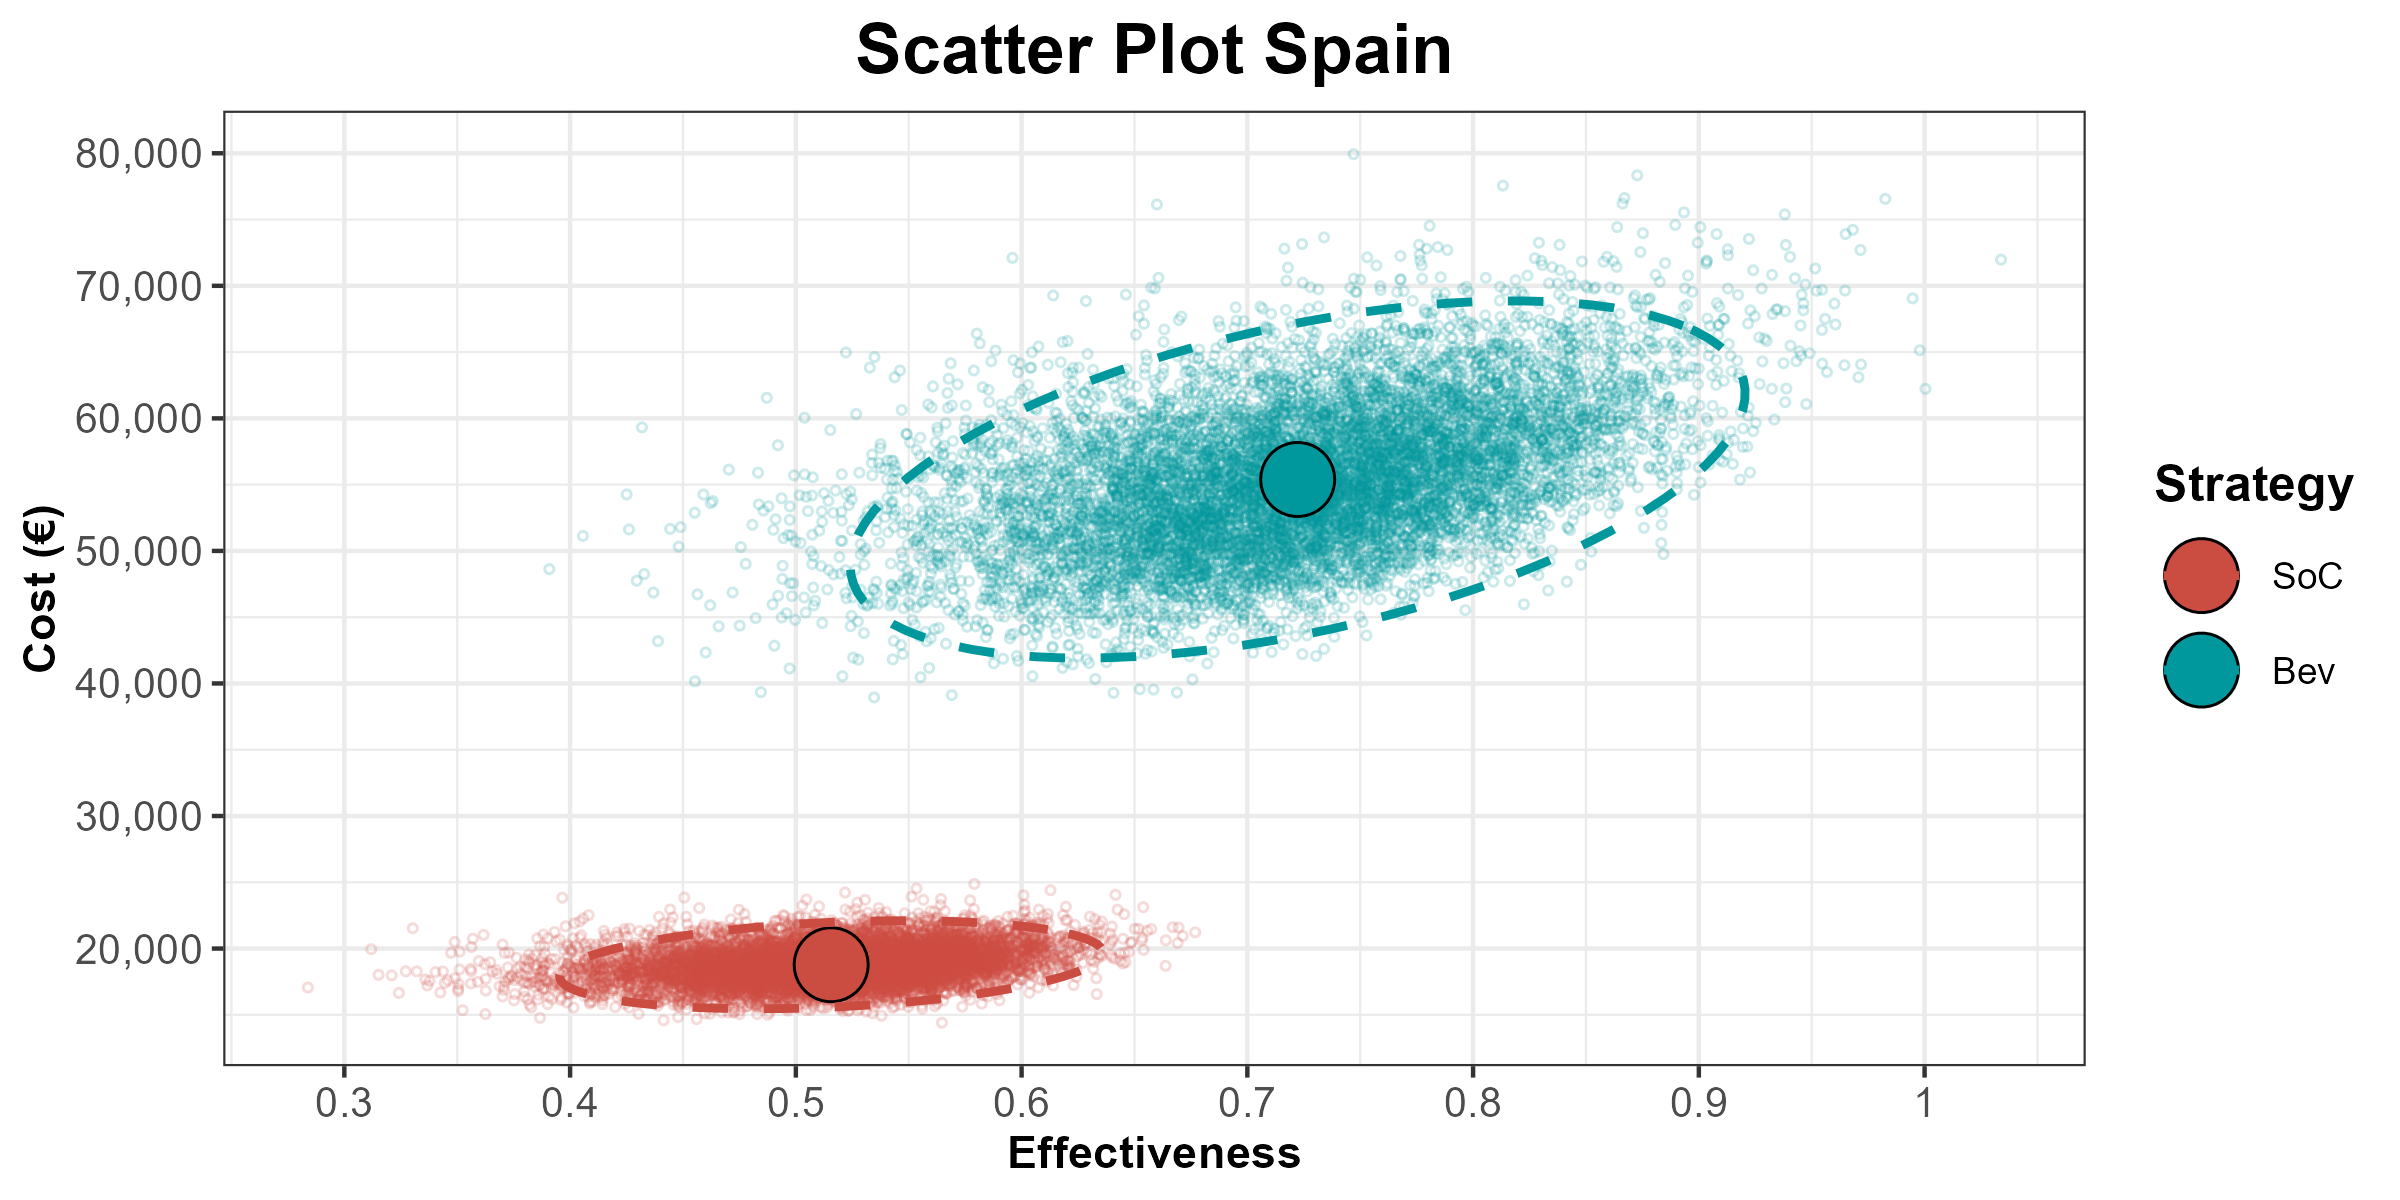 Scatter Plot Spain
Cost (€)
80,000
70,000
60,000
50,000
40,000
30,000
20,000
0.3 0.4 0.5 0.6 0.7 0.8 0.9 1
Effectiveness
Strategy
SoC
Bev